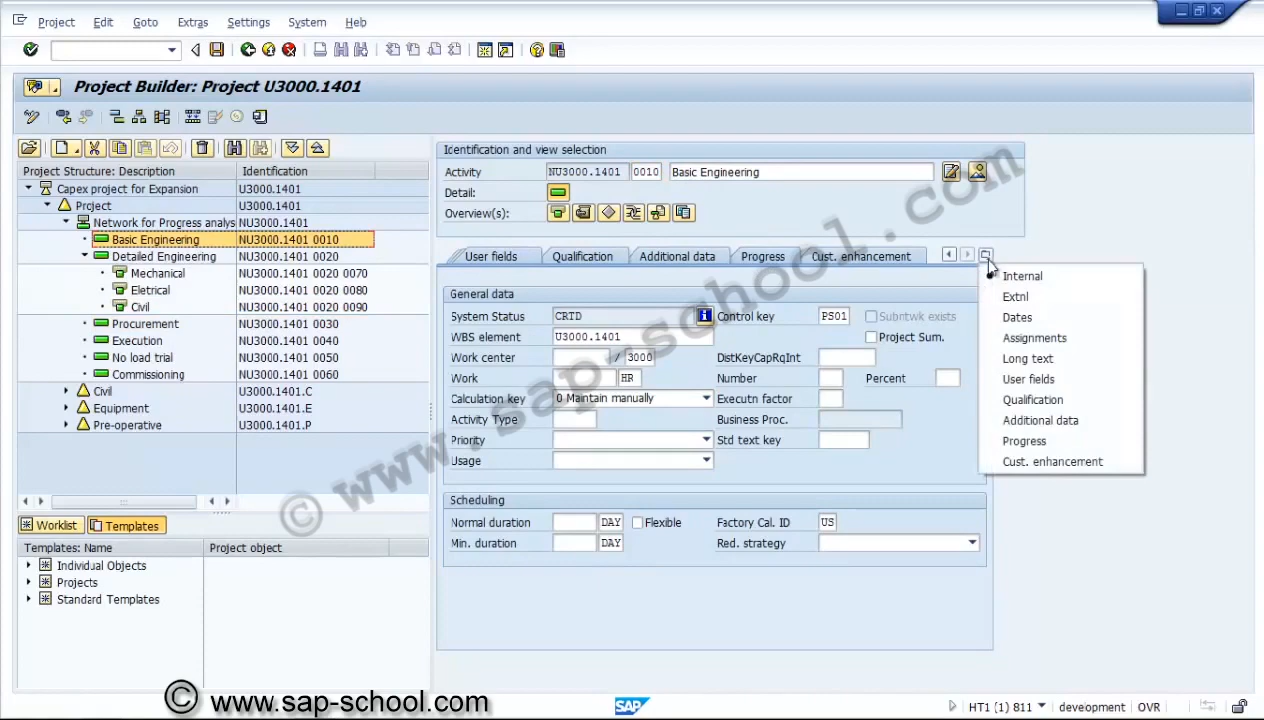 Project Edit Goto Extras Settings System Help
Project Builder: Project U3000.1401
Project Structure: Description Identification
Capex project for Expansion U3000.1401
Project U3000.1401
Network for Progress analys NU3000.1401
Basic Engineering NU3000.1401 0010
Detailed Engineering NU3000.1401 0020
Mechanical NU3000.1401 0020 0070
Eletrical NU3000.1401 0020 0080
Civil NU3000.1401 0020 0090
Procurement NU3000.1401 0030
Execution NU3000.1401 0040
No load trial NU3000.1401 0050
Commissioning NU3000.1401 0060
Civil U3000.1401.C
Equipment U3000.1401.E
Pre-operative U3000.1401.P
Worklist Templates
Templates: Name Project object
Individual Objects
Projects
Standard Templates
Identification and view selection
Activity NU3000.1401 0010 Basic Engineering
Detail:
Overview(s):
User fields Qualification Additional data Progress Cust. enhancement
General data
System Status CRTD Control key PS01 Subntwk exists
WBS element U3000.1401 Project Sum.
Work center / 3000 DistKeyCapRqInt
Work HR Number Percent
Calculation key 0 Maintain manually Executn factor
Activity Type Business Proc.
Priority Std text key
Usage
Scheduling
Normal duration DAY Flexible Factory Cal. ID US
Min. duration DAY Red. strategy
Internal
Extnl
Dates
Assignments
Long text
User fields
Qualification
Additional data
Progress
Cust. enhancement
© www.sap-school.com
© www.sap-school.com
SAP
HT1 (1) 811 development OVR